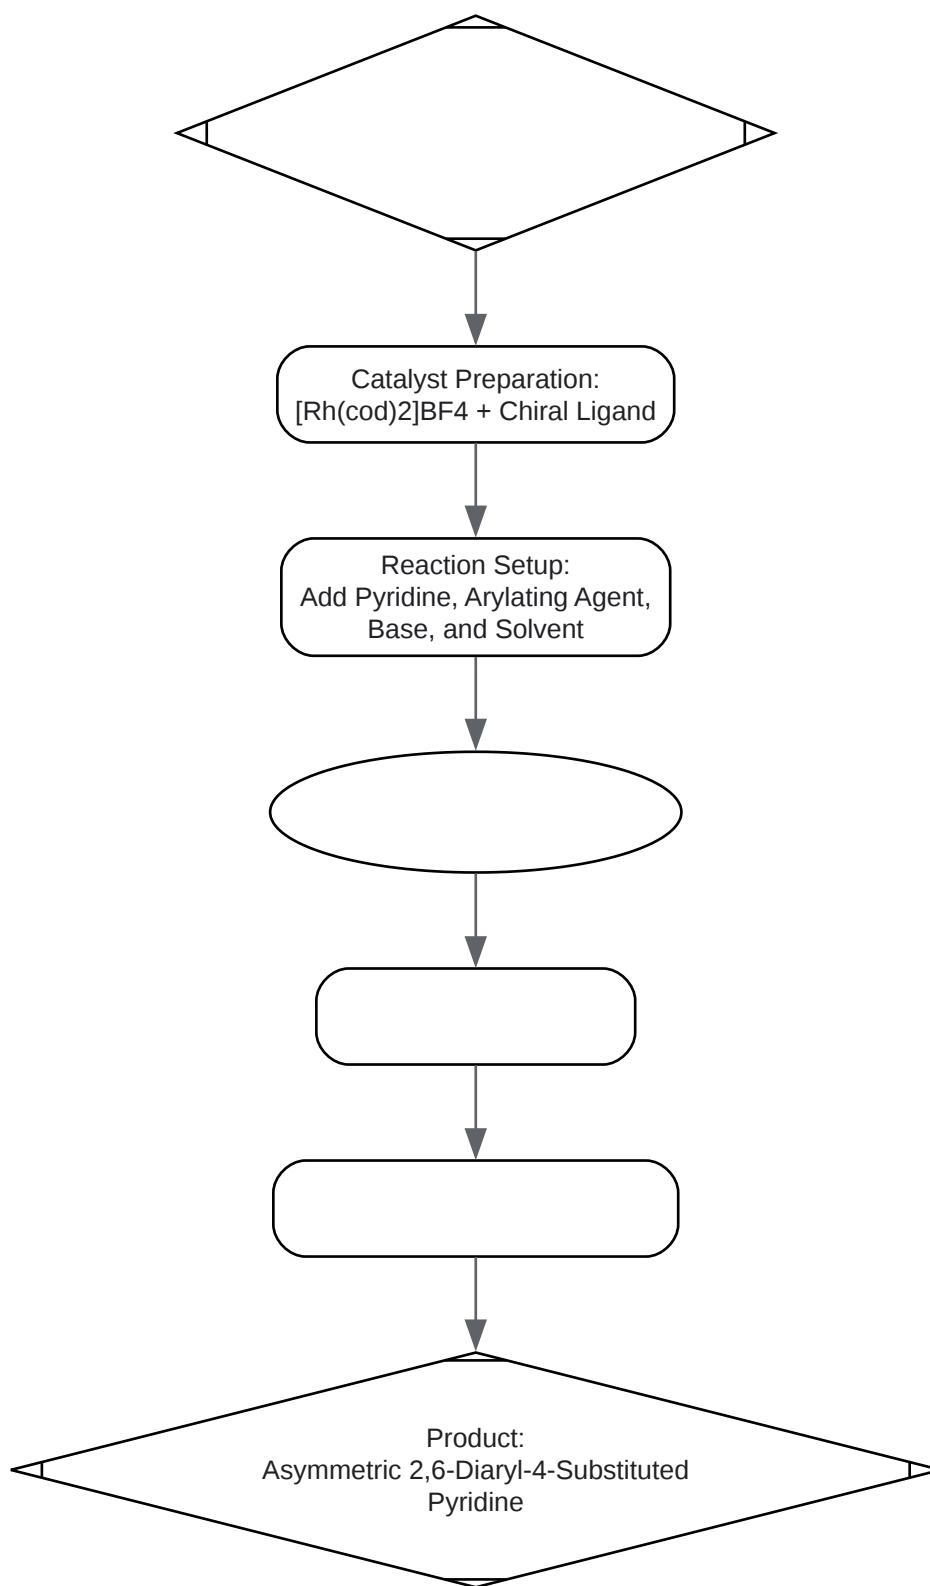 Catalyst Preparation:
[Rh(cod)2]BF4 + Chiral Ligand
Reaction Setup:
Add Pyridine, Arylating Agent,
Base, and Solvent
Product:
Asymmetric 2,6-Diaryl-4-Substituted
Pyridine